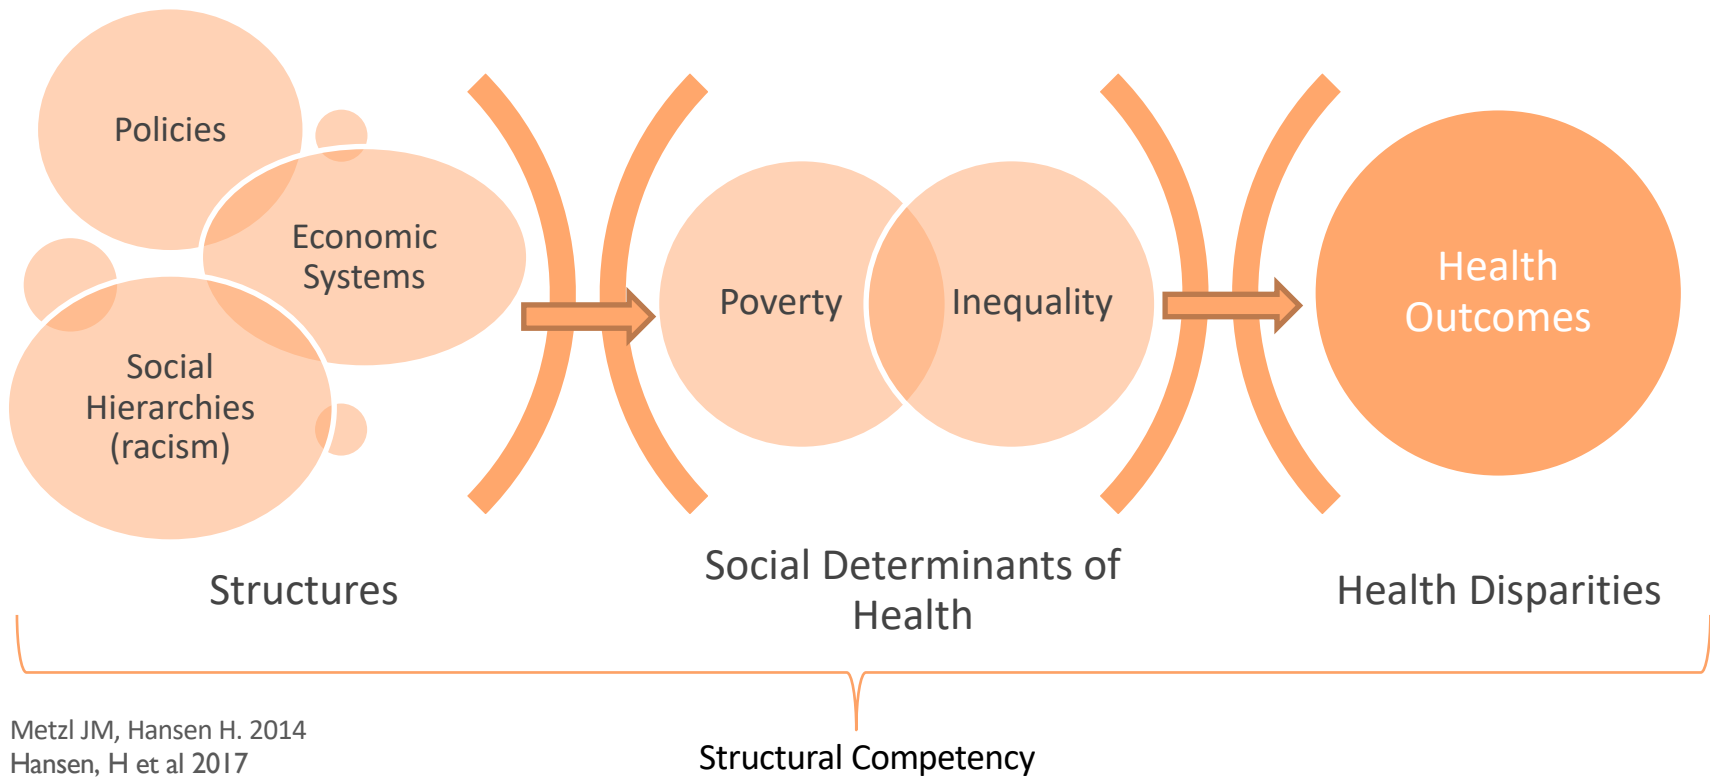 Policies
Economic
Systems
Social
Hierarchies
(racism)
Poverty
Inequality
Health
Outcomes
Structures
Social Determinants of
Health
Health Disparities
Metzl JM, Hansen H. 2014
Hansen, H et al 2017
Structural Competency